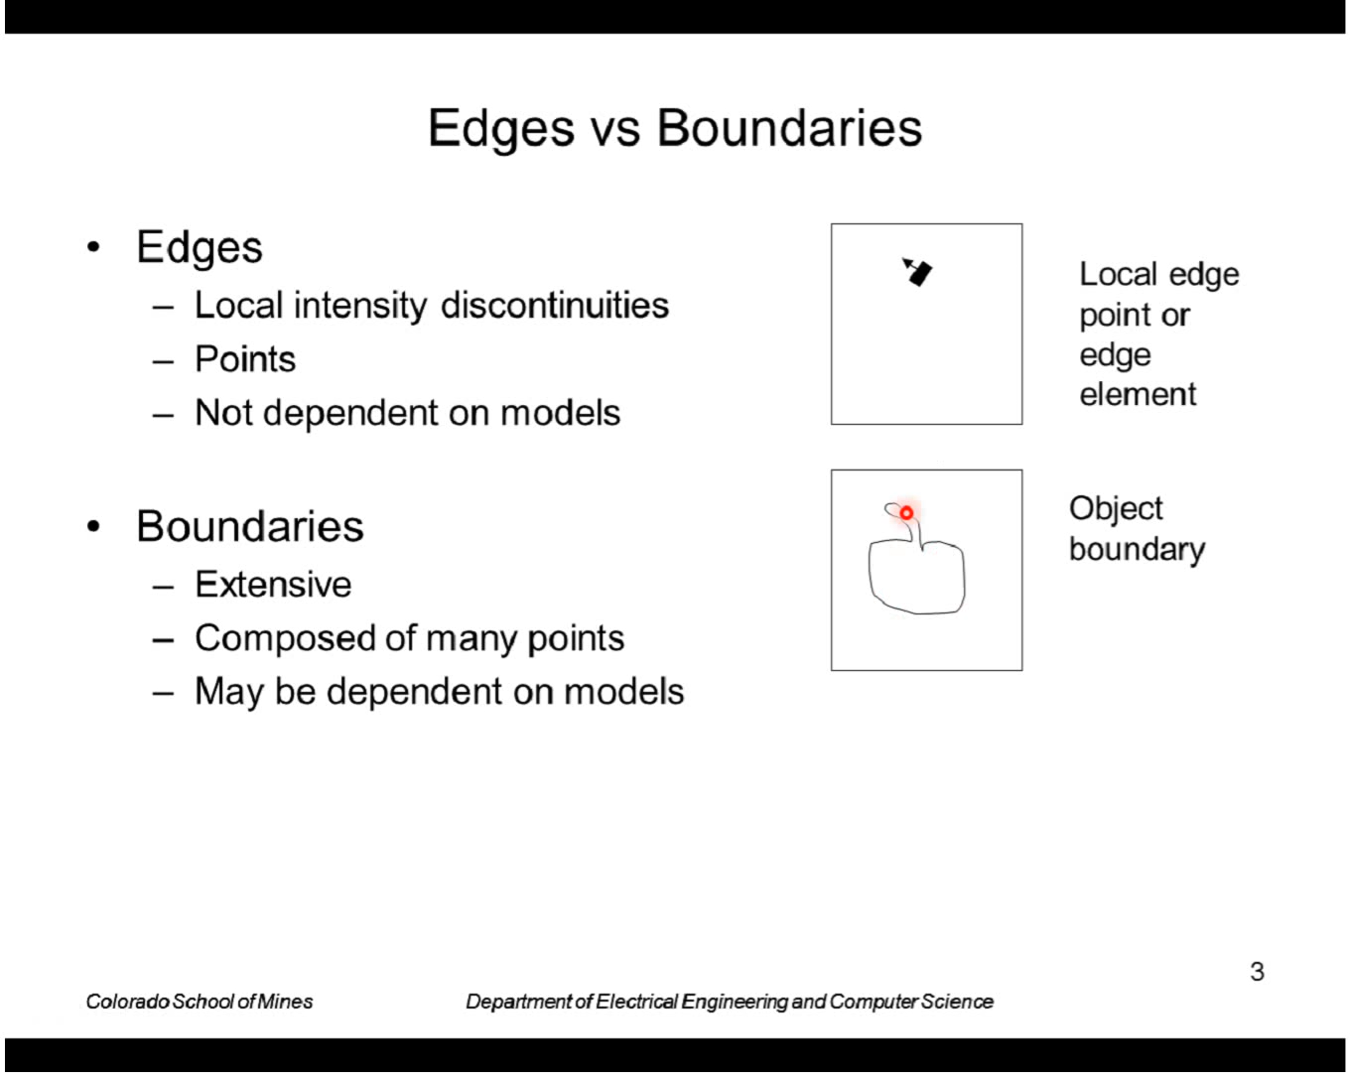 Edges vs Boundaries
• Edges
– Local intensity discontinuities
– Points
– Not dependent on models
Local edge
point or
edge
element
• Boundaries
– Extensive
– Composed of many points
– May be dependent on models
Object
boundary
3
Colorado School of Mines
Department of Electrical Engineering and Computer Science